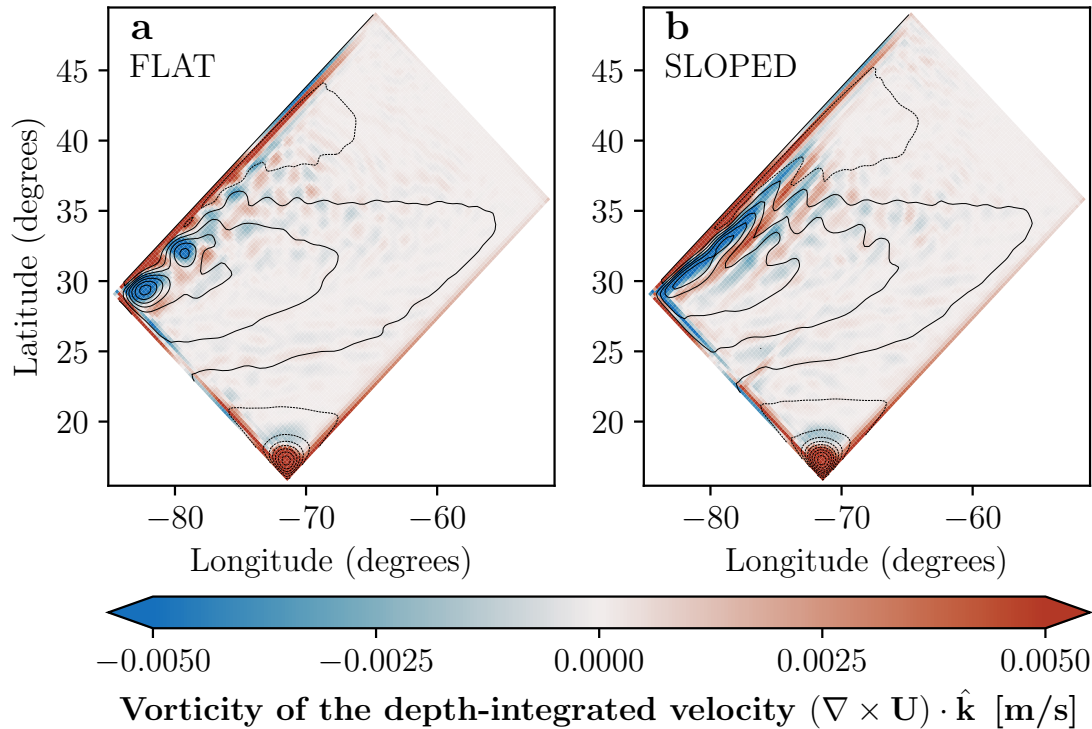 a
FLAT
b
SLOPED
Latitude (degrees)
45
40
35
30
25
20
−80
−70
−60
Longitude (degrees)
45
40
35
30
25
20
−80
−70
−60
Longitude (degrees)
−0.0050
−0.0025
0.0000
0.0025
0.0050
Vorticity of the depth-integrated velocity (∇ × U) · k̂ [m/s]